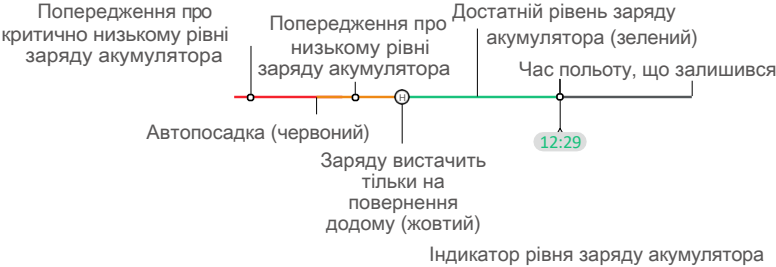 Попередження про
критично низькому рівні
заряду акумулятора
Попередження про
низькому рівні
заряду акумулятора
Достатній рівень заряду
акумулятора (зелений)
Час польоту, що залишився
H
Автопосадка (червоний)
12:29
Заряду вистачить
тільки на
повернення
додому (жовтий)
Індикатор рівня заряду акумулятора